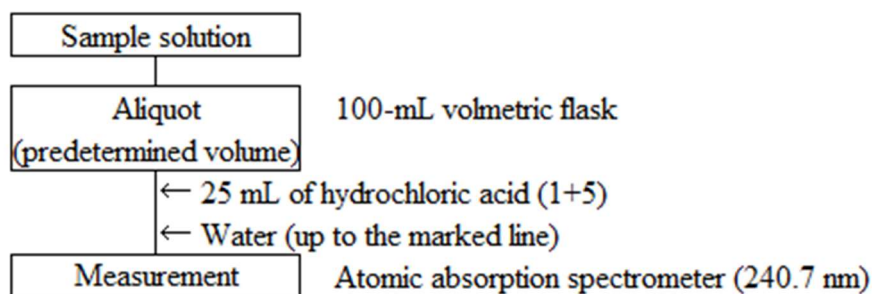 Sample solution
Aliquot 100-mL volmetric flask
(predetermined volume)
← 25 mL of hydrochloric acid (1+5)
← Water (up to the marked line)
Measurement Atomic absorption spectrometer (240.7 nm)